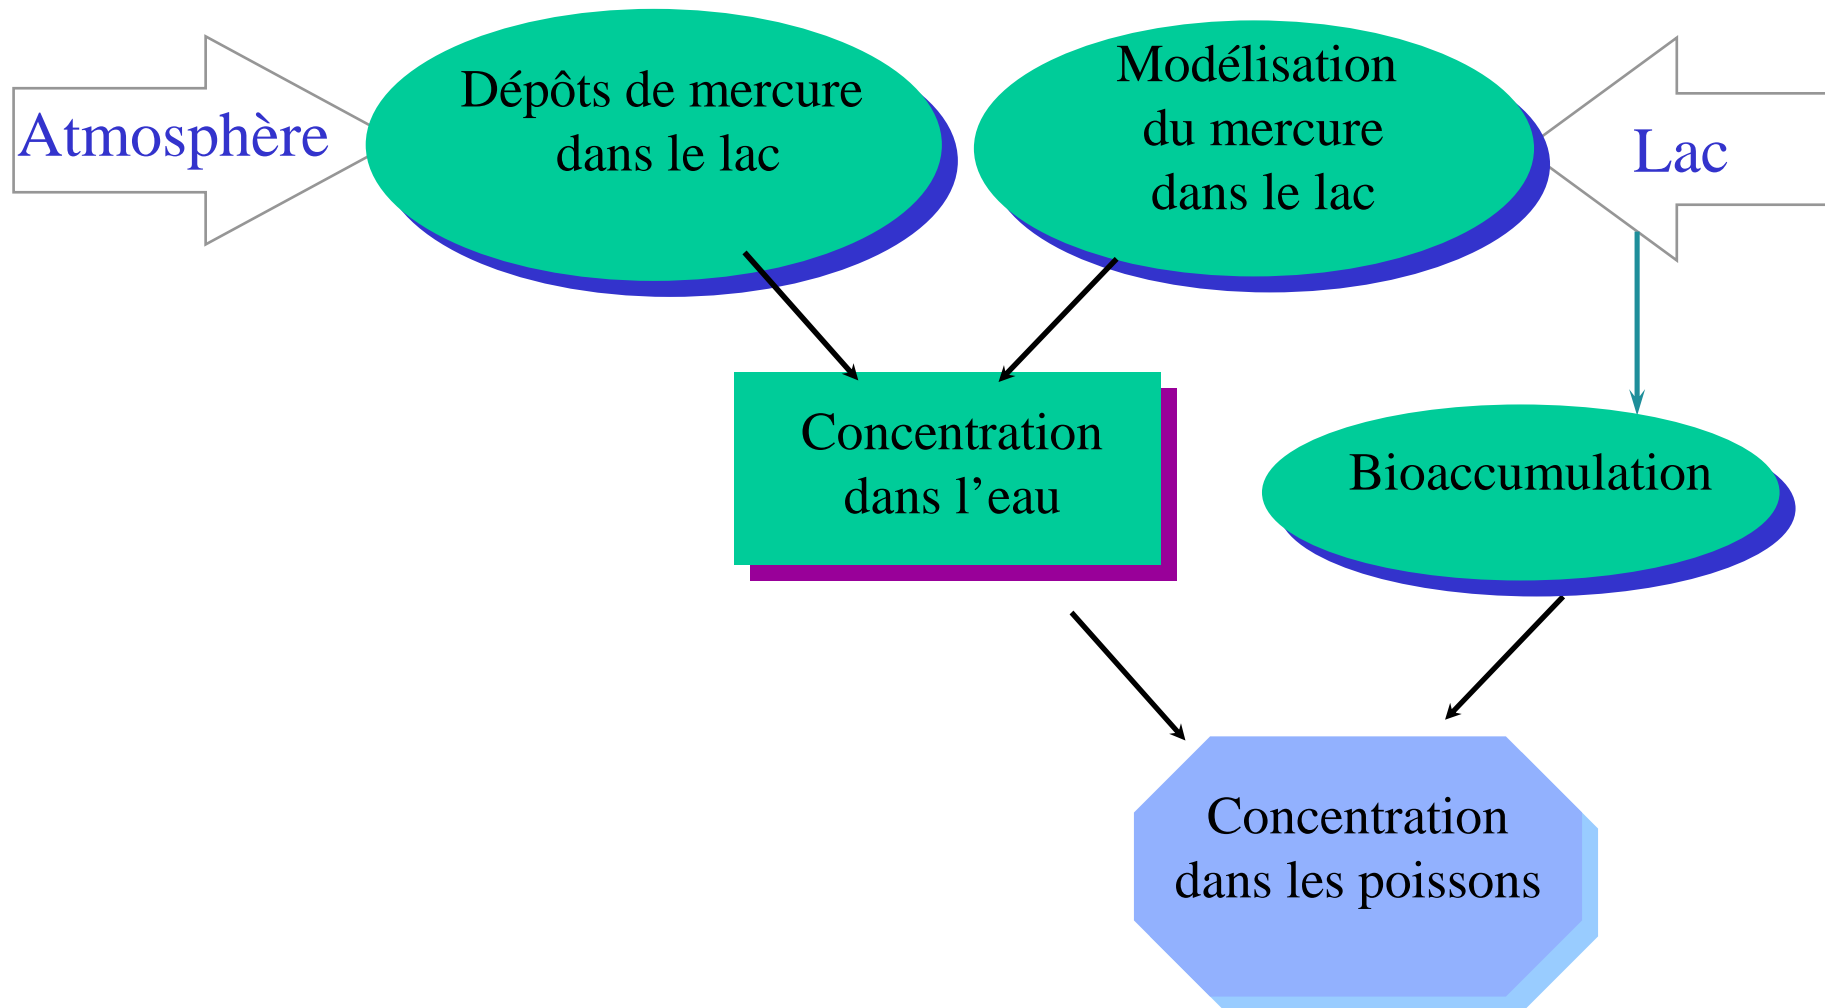 Atmosphère
Dépôts de mercure
dans le lac
Modélisation
du mercure
dans le lac
Lac
Concentration
dans l’eau
Bioaccumulation
Concentration
dans les poissons